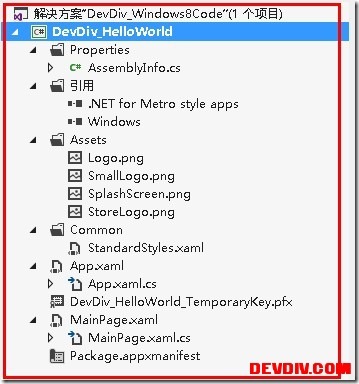 解决方案"DevDiv_Windows8Code"(1 个项目)
DevDiv_HelloWorld
Properties
AssemblyInfo.cs
引用
.NET for Metro style apps
Windows
Assets
Logo.png
SmallLogo.png
SplashScreen.png
StoreLogo.png
Common
StandardStyles.xaml
App.xaml
App.xaml.cs
DevDiv_HelloWorld_TemporaryKey.pfx
MainPage.xaml
MainPage.xaml.cs
Package.appxmanifest
DEVDIV.COM